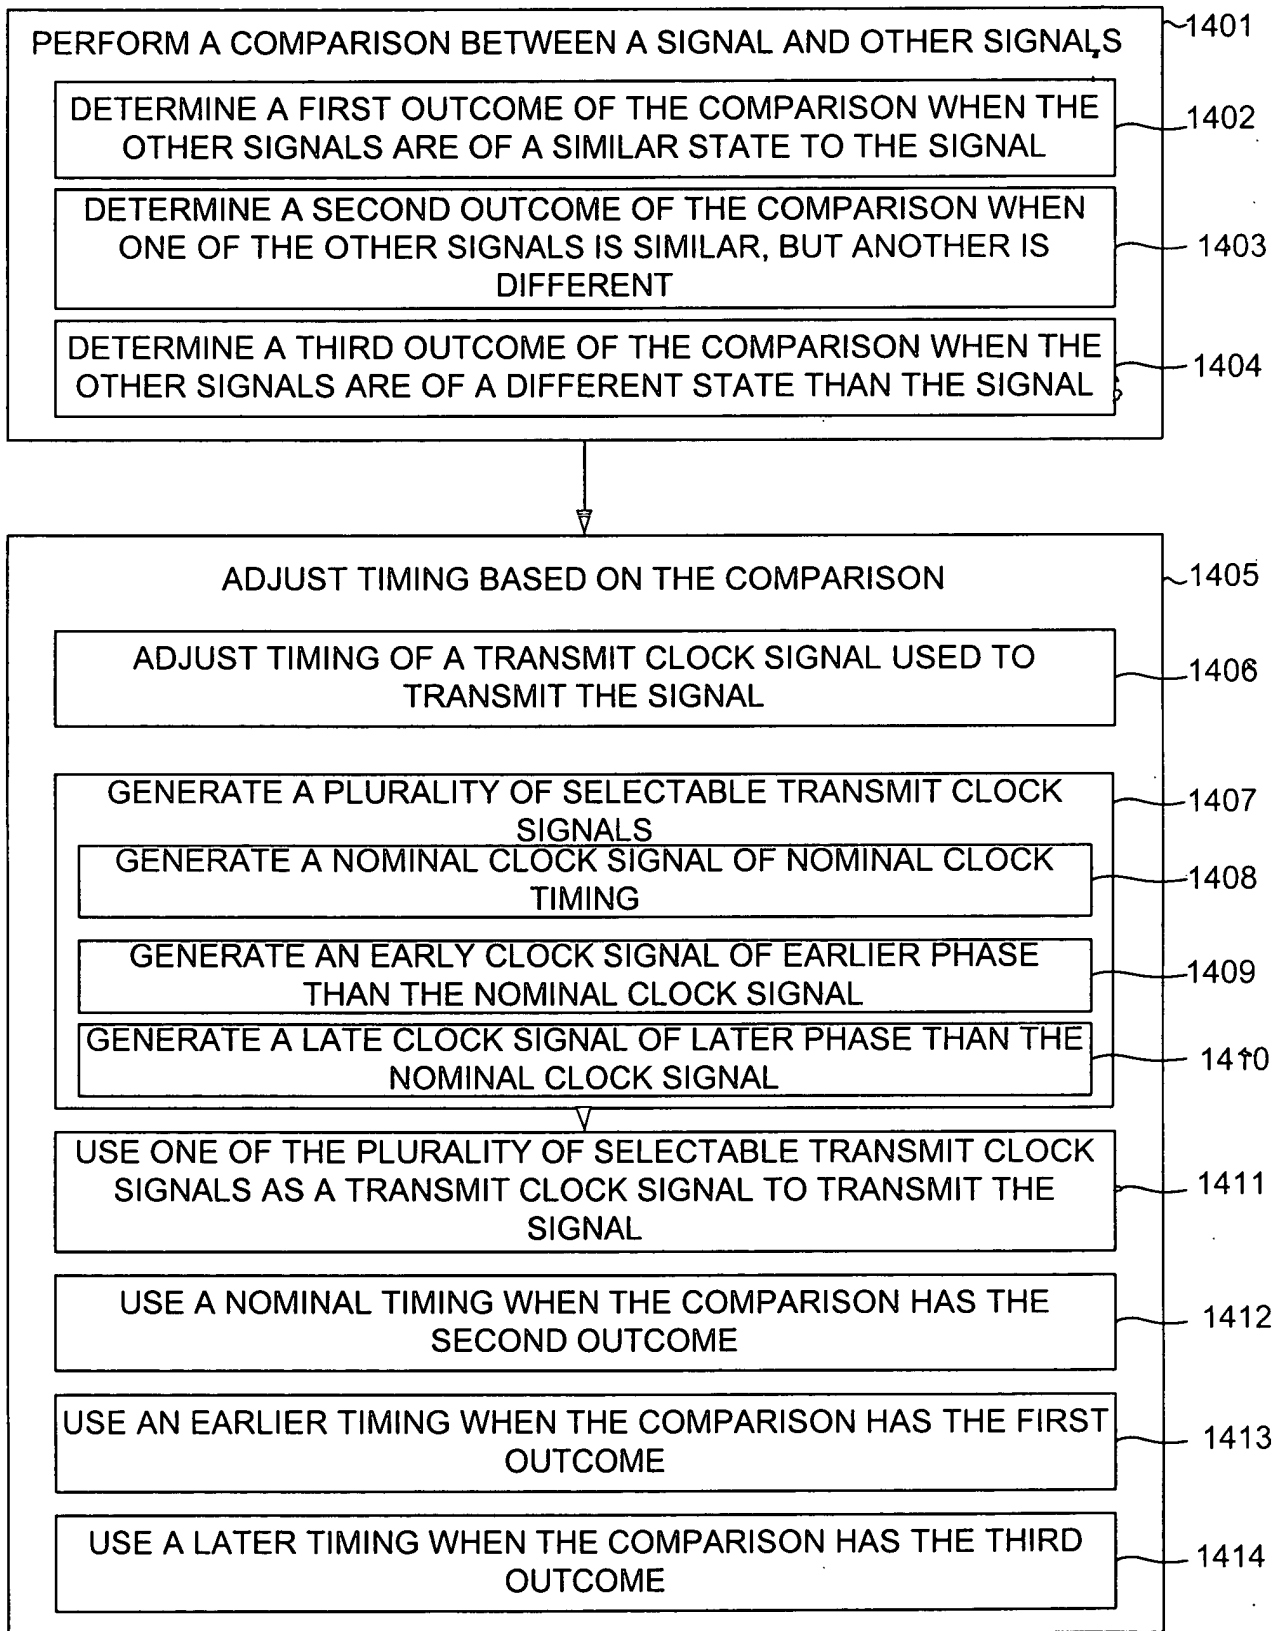 PERFORM A COMPARISON BETWEEN A SIGNAL AND OTHER SIGNALS
1401
DETERMINE A FIRST OUTCOME OF THE COMPARISON WHEN THE
OTHER SIGNALS ARE OF A SIMILAR STATE TO THE SIGNAL
1402
DETERMINE A SECOND OUTCOME OF THE COMPARISON WHEN
ONE OF THE OTHER SIGNALS IS SIMILAR, BUT ANOTHER IS
DIFFERENT
1403
DETERMINE A THIRD OUTCOME OF THE COMPARISON WHEN THE
OTHER SIGNALS ARE OF A DIFFERENT STATE THAN THE SIGNAL
1404
ADJUST TIMING BASED ON THE COMPARISON
1405
ADJUST TIMING OF A TRANSMIT CLOCK SIGNAL USED TO
TRANSMIT THE SIGNAL
1406
GENERATE A PLURALITY OF SELECTABLE TRANSMIT CLOCK
SIGNALS
1407
GENERATE A NOMINAL CLOCK SIGNAL OF NOMINAL CLOCK
TIMING
1408
GENERATE AN EARLY CLOCK SIGNAL OF EARLIER PHASE
THAN THE NOMINAL CLOCK SIGNAL
1409
GENERATE A LATE CLOCK SIGNAL OF LATER PHASE THAN THE
NOMINAL CLOCK SIGNAL
1410
USE ONE OF THE PLURALITY OF SELECTABLE TRANSMIT CLOCK
SIGNALS AS A TRANSMIT CLOCK SIGNAL TO TRANSMIT THE
SIGNAL
1411
USE A NOMINAL TIMING WHEN THE COMPARISON HAS THE
SECOND OUTCOME
1412
USE AN EARLIER TIMING WHEN THE COMPARISON HAS THE FIRST
OUTCOME
1413
USE A LATER TIMING WHEN THE COMPARISON HAS THE THIRD
OUTCOME
1414